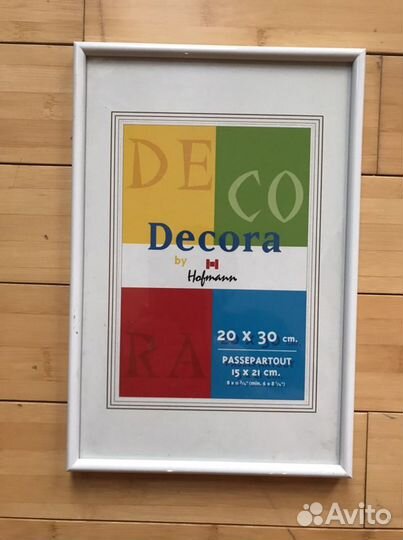 DE
CO
Decora
by
Hofmann
RA
20 x 30 cm.
PASSEPARTOUT
15 x 21 cm.
Avito